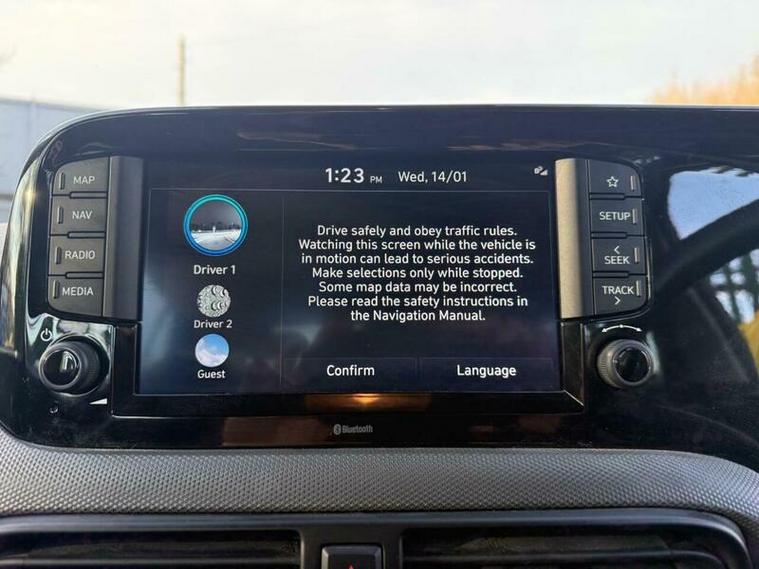 1:23 PM Wed, 14/01
MAP
NAV
RADIO
MEDIA
Driver 1
Driver 2
Guest
Drive safely and obey traffic rules.
Watching this screen while the vehicle is
in motion can lead to serious accidents.
Make selections only while stopped.
Some map data may be incorrect.
Please read the safety instructions in
the Navigation Manual.
Confirm Language
SETUP
SEEK
TRACK
Bluetooth